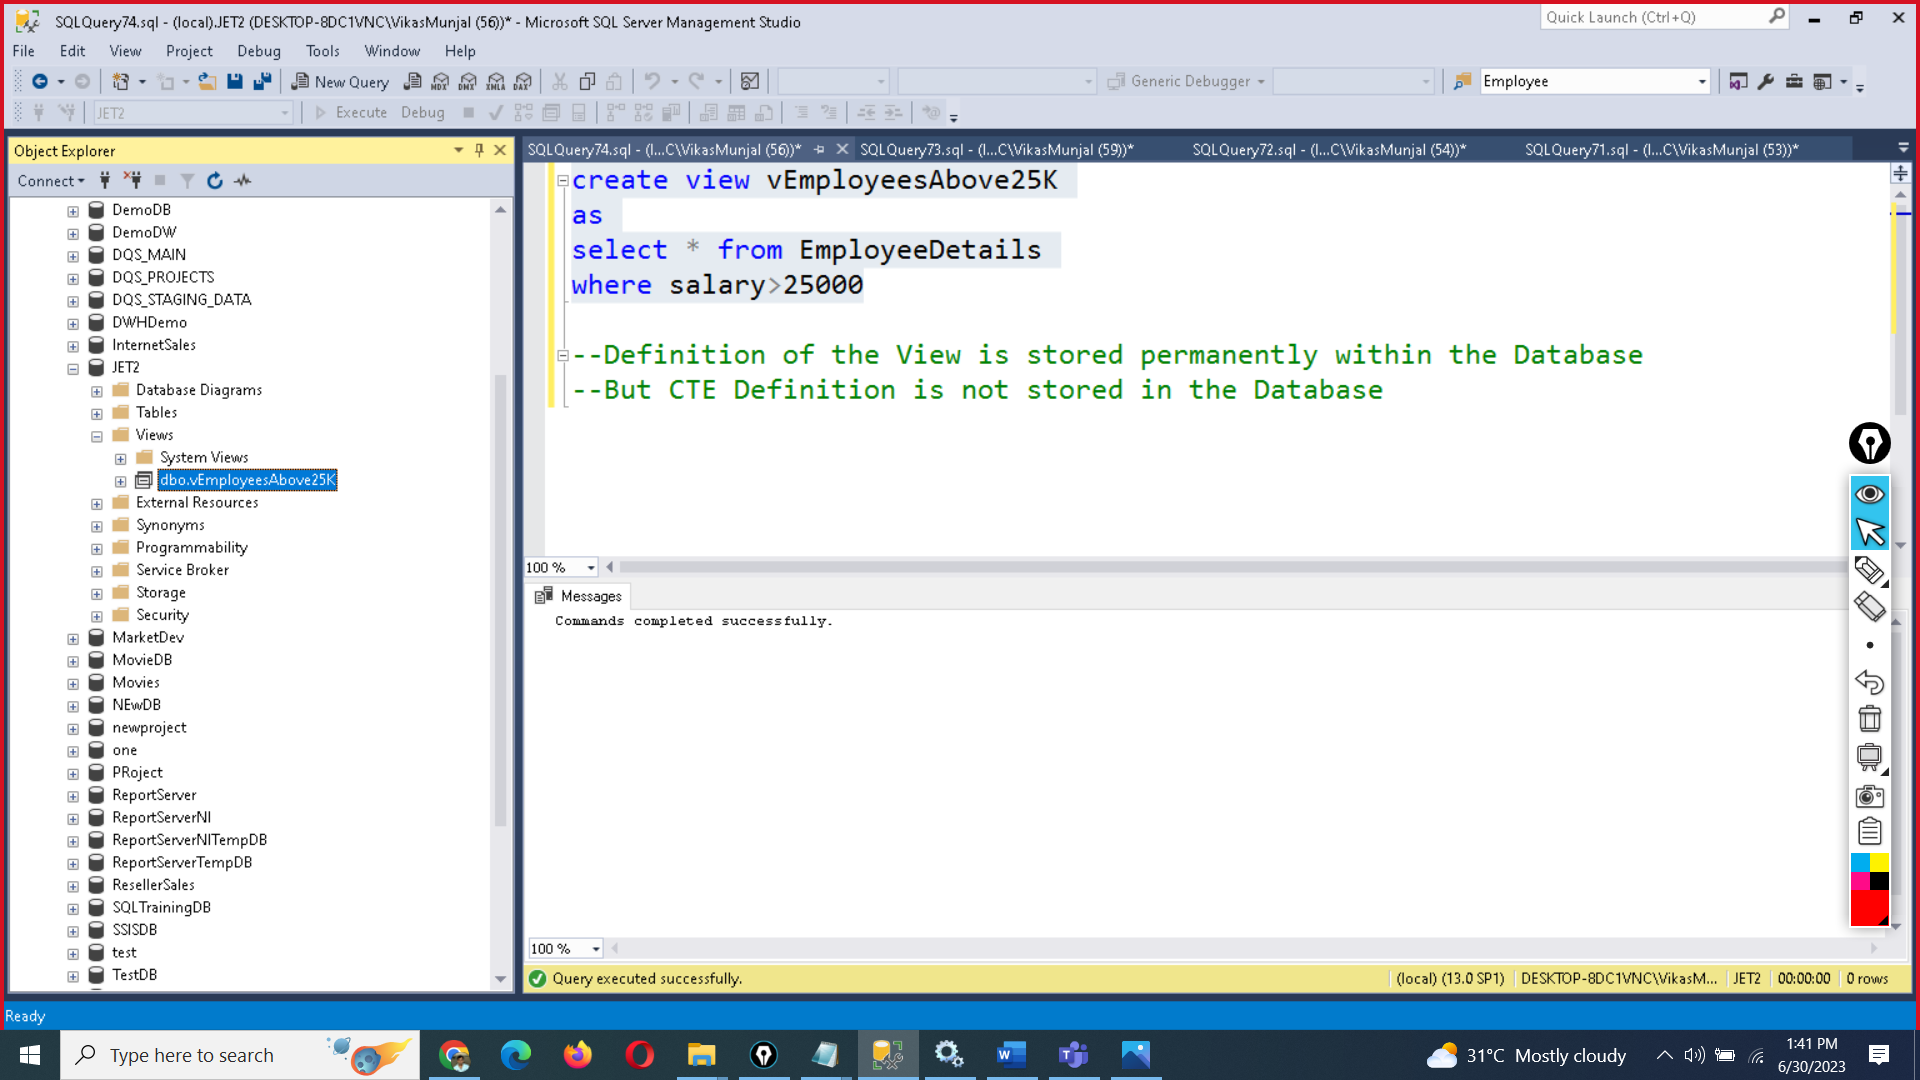 SQLQuery74.sql - (local).JET2 (DESKTOP-8DC1VNC\VikasMunjal (56))* - Microsoft SQL Server Management Studio
Quick Launch (Ctrl+Q)
File Edit View Project Debug Tools Window Help
New Query
MDX DMX XMLA DAX
Generic Debugger
Employee
JET2
Execute
Debug
Object Explorer
Connect
DemoDB
DemoDW
DQS_MAIN
DQS_PROJECTS
DQS_STAGING_DATA
DWHDemo
InternetSales
JET2
Database Diagrams
Tables
Views
System Views
dbo.vEmployeesAbove25K
External Resources
Synonyms
Programmability
Service Broker
Storage
Security
MarketDev
MovieDB
Movies
NEwDB
newproject
one
PRoject
ReportServer
ReportServerNI
ReportServerNITempDB
ReportServerTempDB
ResellerSales
SQLTrainingDB
SSISDB
test
TestDB
SQLQuery74.sql - (l...C\VikasMunjal (56))*
SQLQuery73.sql - (l...C\VikasMunjal (59))*
SQLQuery72.sql - (l...C\VikasMunjal (54))*
SQLQuery71.sql - (l...C\VikasMunjal (53))*
create view vEmployeesAbove25K
as
select * from EmployeeDetails
where salary>25000
--Definition of the View is stored permanently within the Database
--But CTE Definition is not stored in the Database
100 %
Messages
Commands completed successfully.
100 %
Query executed successfully.
(local) (13.0 SP1)
DESKTOP-8DC1VNC\VikasM...
JET2
00:00:00
0 rows
Ready
Type here to search
31°C Mostly cloudy
1:41 PM
6/30/2023